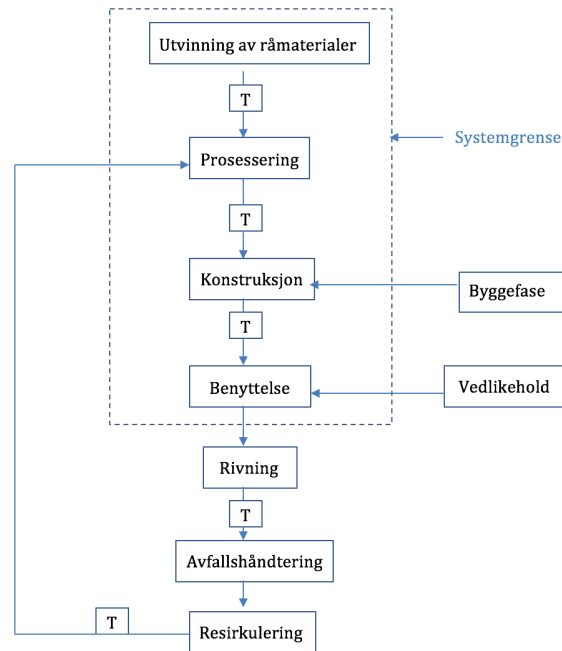 Utvinning av råmaterialer
T
Systemgrense
Prosessering
T
Konstruksjon
Byggefase
T
Benyttelse
Vedlikehold
Rivning
T
Avfallshåndtering
T
Resirkulering